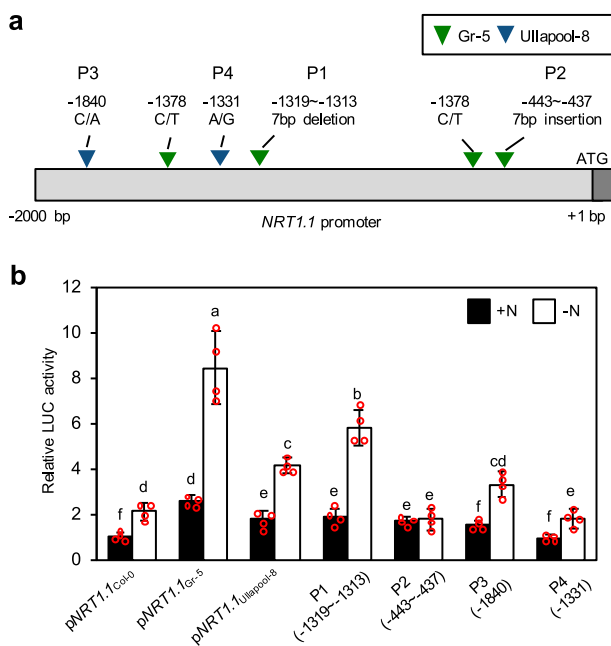 a
Gr-5 Ullapool-8
P3 P4 P1 P2
-1840 -1378 -1331 -1319~-1313 -1378 -443~-437
C/A C/T A/G 7bp deletion C/T 7bp insertion
ATG
-2000 bp NRT1.1 promoter +1 bp
b
Relative LUC activity
12
10
8
6
4
2
0
+N -N
f d d a e c e b e e f cd f e
pNRT1.1Col-0
pNRT1.1Gr-5
pNRT1.1Ullapool-8
P1
(-1319~-1313)
P2
(-443~-437)
P3
(-1840)
P4
(-1331)